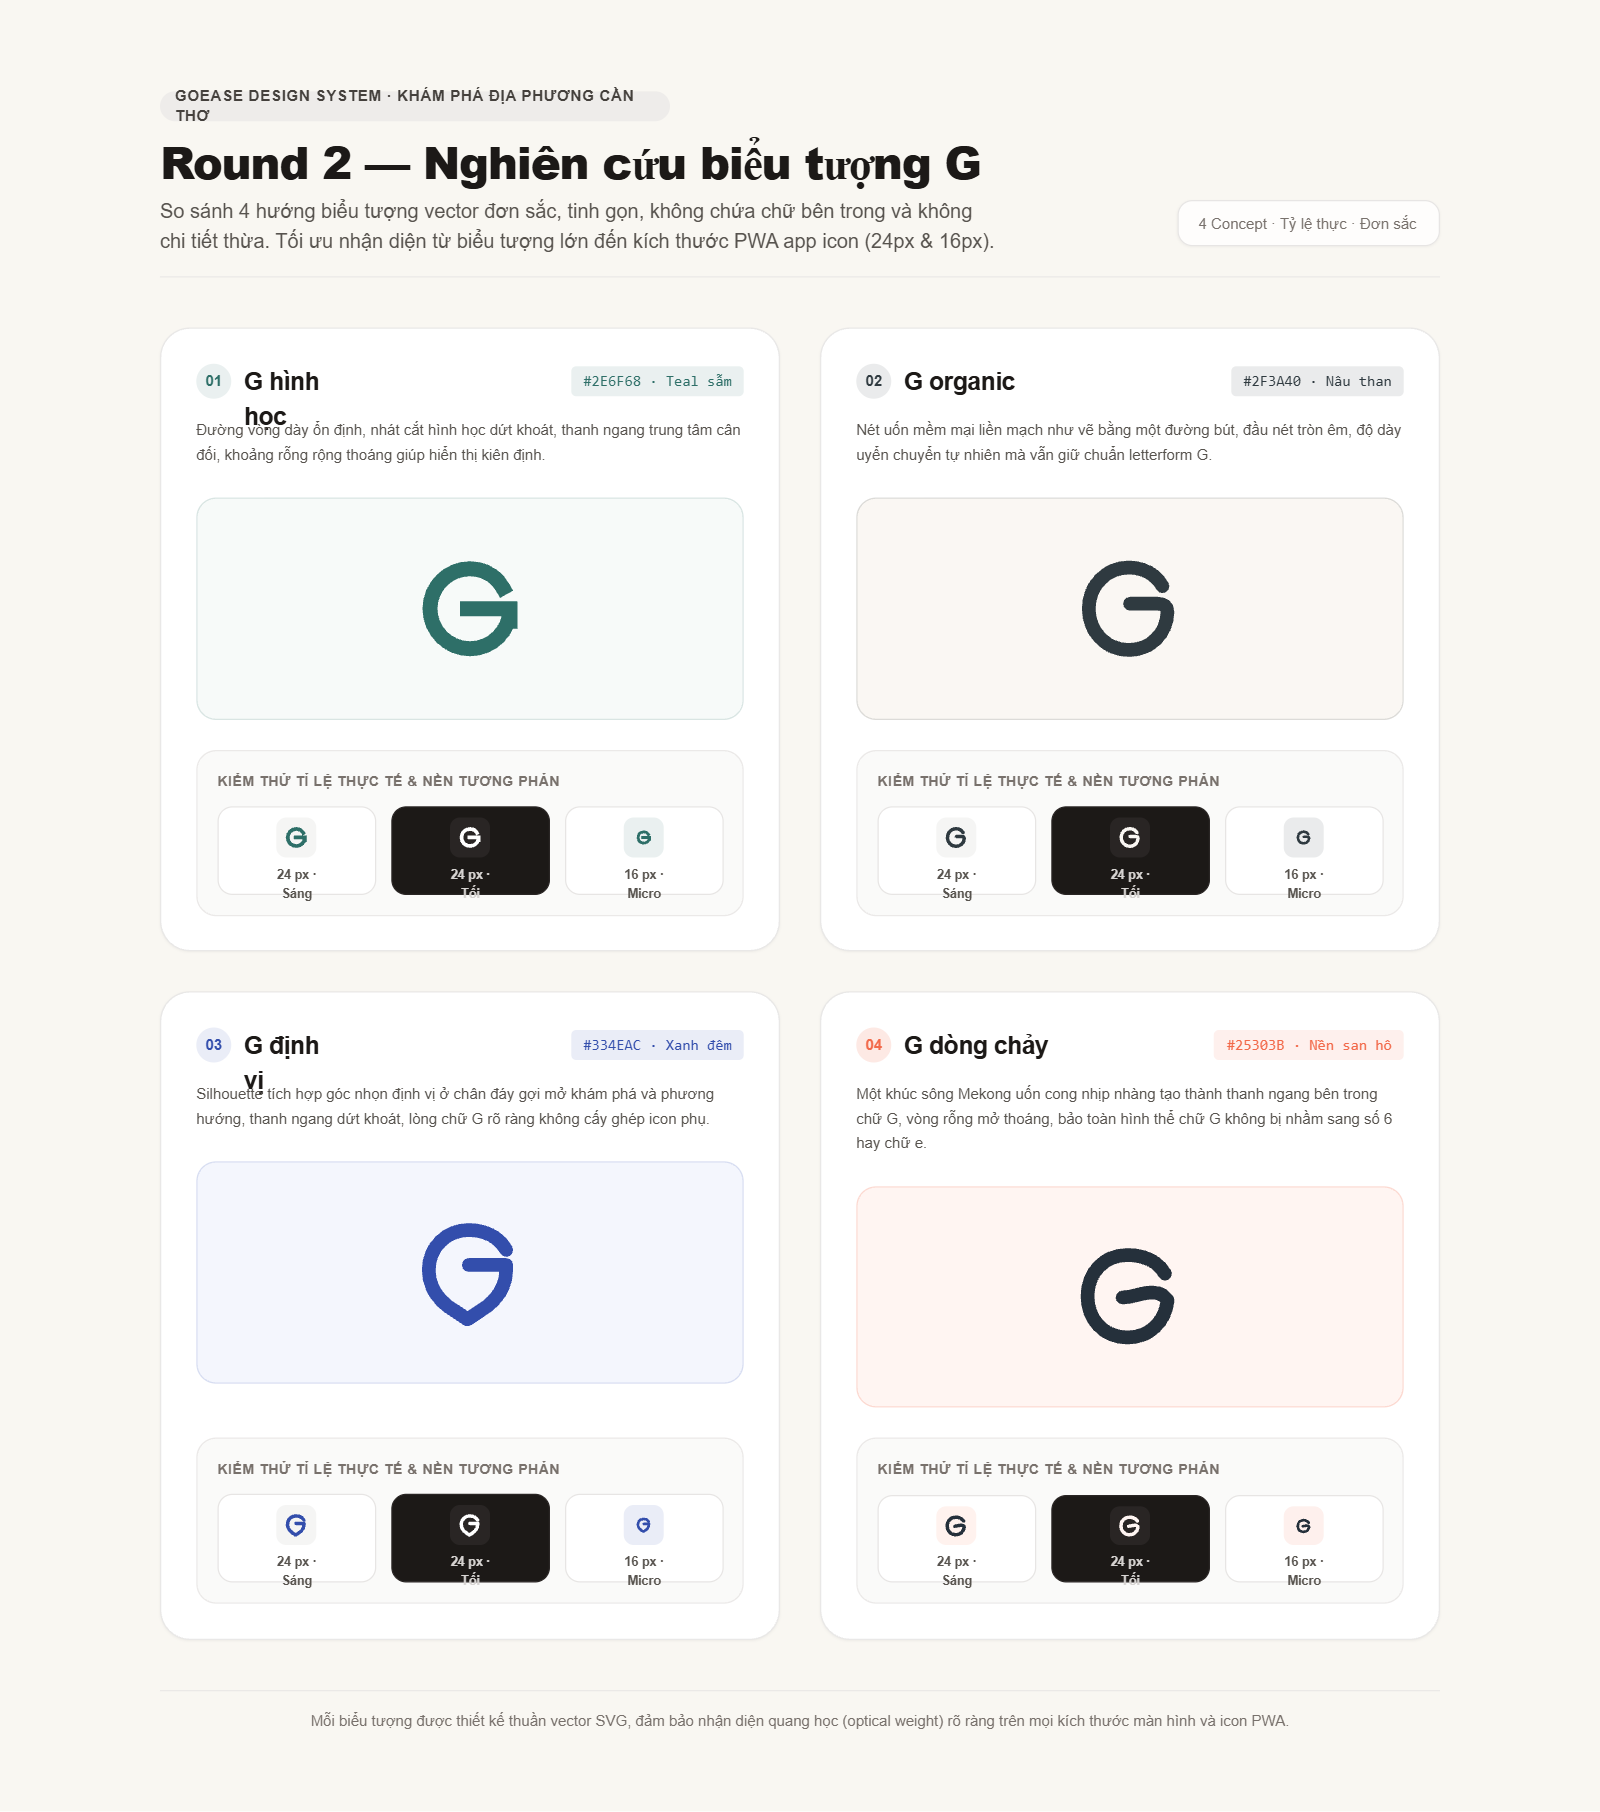 GOEASE DESIGN SYSTEM · KHÁM PHÁ ĐỊA PHƯƠNG CẦN
THƠ
Round 2 — Nghiên cứu biểu tượng G
So sánh 4 hướng biểu tượng vector đơn sắc, tinh gọn, không chứa chữ bên trong và không
chi tiết thừa. Tối ưu nhận diện từ biểu tượng lớn đến kích thước PWA app icon (24px & 16px).
4 Concept · Tỷ lệ thực · Đơn sắc
01
G hình
học
#2E6F68 · Teal sẫm
Đường vòng dày ổn định, nhát cắt hình học dứt khoát, thanh ngang trung tâm cân
đối, khoảng rỗng rộng thoáng giúp hiển thị kiên định.
KIỂM THỬ TỈ LỆ THỰC TẾ & NỀN TƯƠNG PHẢN
24 px ·
Sáng
24 px ·
Tối
16 px ·
Micro
02
G organic
#2F3A40 · Nâu than
Nét uốn mềm mại liền mạch như vẽ bằng một đường bút, đầu nét tròn êm, độ dày
uyển chuyển tự nhiên mà vẫn giữ chuẩn letterform G.
KIỂM THỬ TỈ LỆ THỰC TẾ & NỀN TƯƠNG PHẢN
24 px ·
Sáng
24 px ·
Tối
16 px ·
Micro
03
G định
vị
#334EAC · Xanh đêm
Silhouette tích hợp góc nhọn định vị ở chân đáy gợi mở khám phá và phương
hướng, thanh ngang dứt khoát, lòng chữ G rõ ràng không cấy ghép icon phụ.
KIỂM THỬ TỈ LỆ THỰC TẾ & NỀN TƯƠNG PHẢN
24 px ·
Sáng
24 px ·
Tối
16 px ·
Micro
04
G dòng chảy
#25303B · Nền san hô
Một khúc sông Mekong uốn cong nhịp nhàng tạo thành thanh ngang bên trong
chữ G, vòng rỗng mở thoáng, bảo toàn hình thể chữ G không bị nhầm sang số 6
hay chữ e.
KIỂM THỬ TỈ LỆ THỰC TẾ & NỀN TƯƠNG PHẢN
24 px ·
Sáng
24 px ·
Tối
16 px ·
Micro
Mỗi biểu tượng được thiết kế thuần vector SVG, đảm bảo nhận diện quang học (optical weight) rõ ràng trên mọi kích thước màn hình và icon PWA.